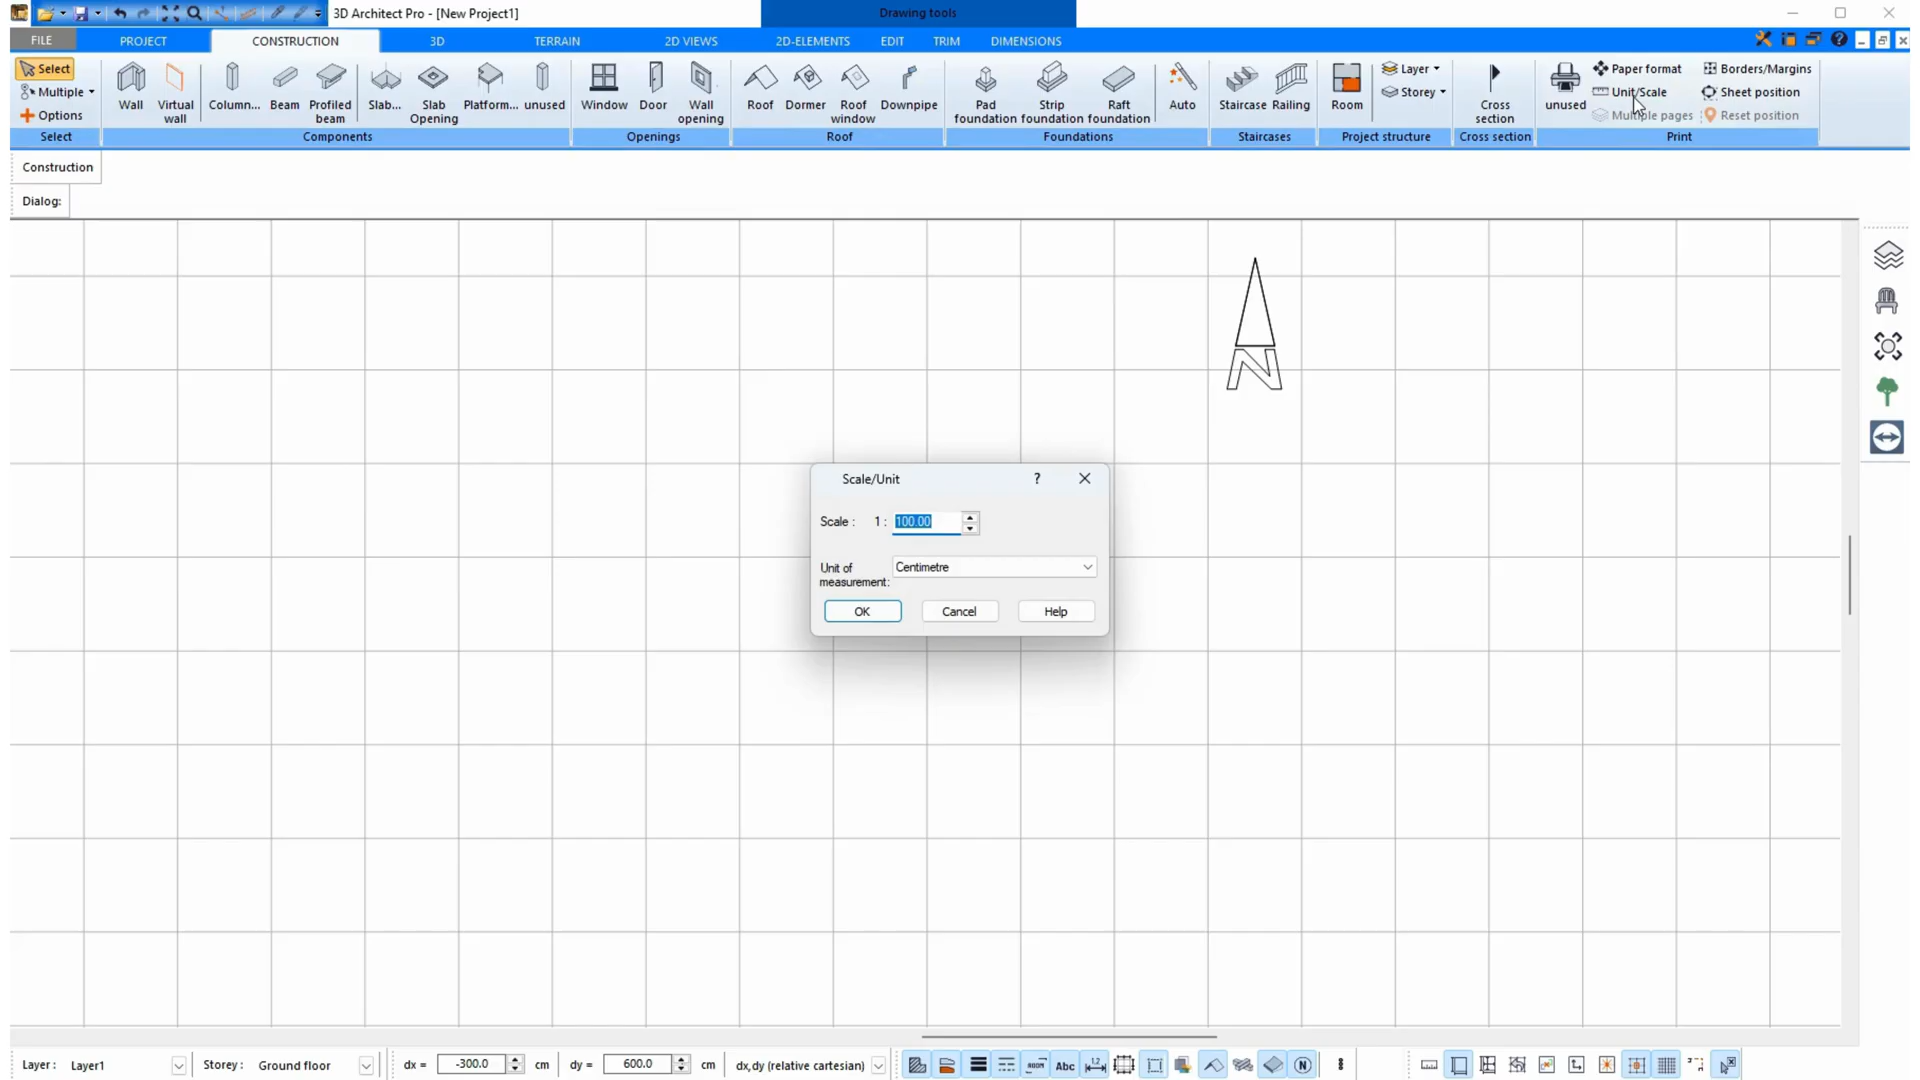 3D Architect Pro - [New Project1]
Drawing tools
FILE
PROJECT
CONSTRUCTION
3D
TERRAIN
2D VIEWS
2D-ELEMENTS
EDIT
TRIM
DIMENSIONS
Select
Multiple
Options
Select
Wall
Virtual
wall
Column...
Beam
Profiled
beam
Slab...
Slab
Opening
Platform...
unused
Components
Window
Door
Wall
opening
Openings
Roof
Dormer
Roof
window
Downpipe
Roof
Pad
foundation
Strip
foundation
Raft
foundation
Auto
Foundations
Staircase
Railing
Staircases
Room
Layer
Storey
Project structure
Cross
section
Cross section
unused
Paper format
Unit/Scale
Multiple pages
Borders/Margins
Sheet position
Reset position
Print
Construction
Dialog:
N
Scale/Unit
?
Scale : 1 : 100.00
Unit of
measurement:
Centimetre
OK
Cancel
Help
Layer : Layer1
Storey : Ground floor
dx = -300.0 cm
dy = 600.0 cm
dx,dy (relative cartesian)
ROOM
Abc
1.2
N